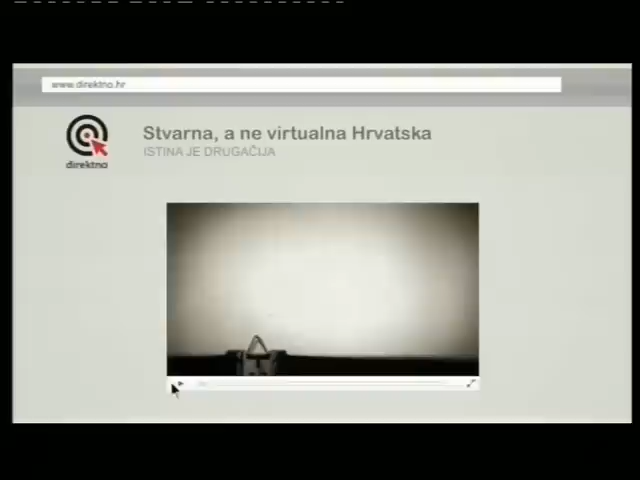 www.direktno.hr
Stvarna, a ne virtualna Hrvatska
ISTINA JE DRUGAČIJA
direktno